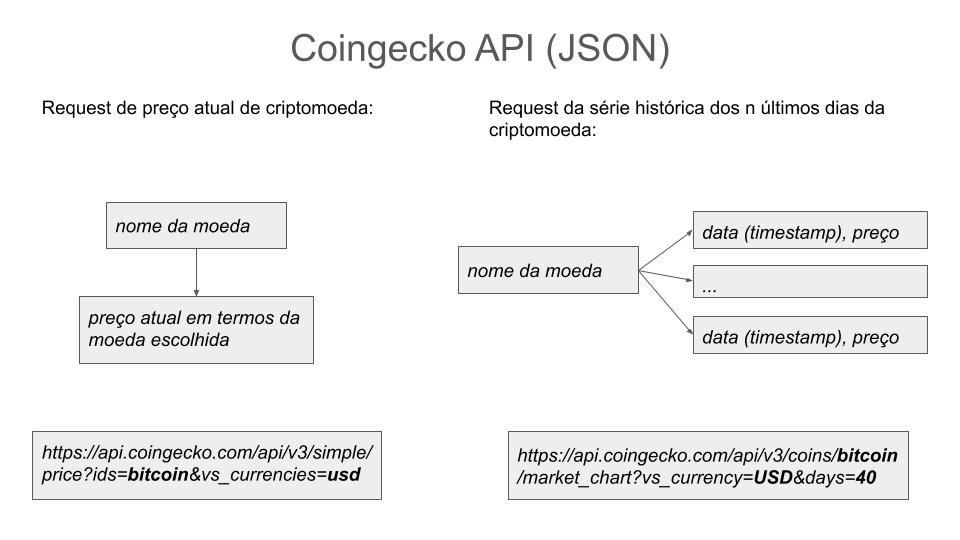 Coingecko API (JSON)
Request de preço atual de criptomoeda:
nome da moeda
preço atual em termos da
moeda escolhida
https://api.coingecko.com/api/v3/simple/
price?ids=bitcoin&vs_currencies=usd
Request da série histórica dos n últimos dias da
criptomoeda:
nome da moeda
data (timestamp), preço
...
data (timestamp), preço
https://api.coingecko.com/api/v3/coins/bitcoin
/market_chart?vs_currency=USD&days=40